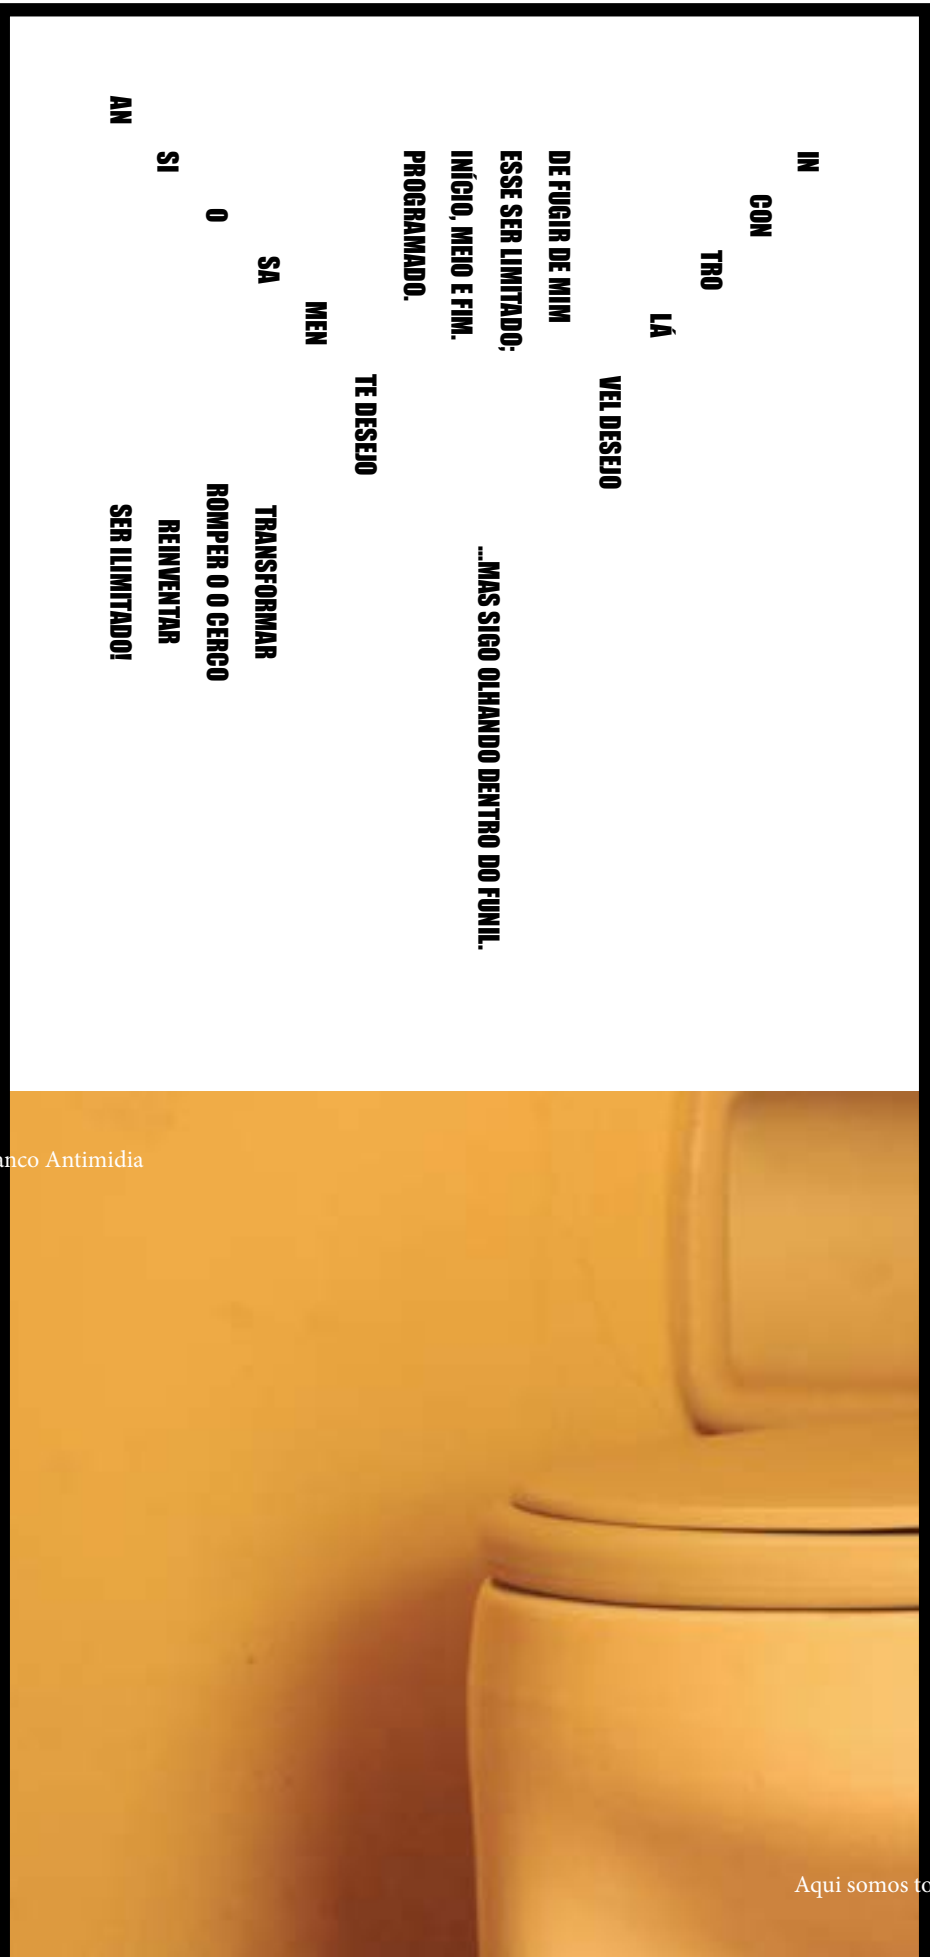 IN
CON
TRO
LÁ
VEL DESEJO
DE FUGIR DE MIM
ESSE SER LIMITADO;
INÍCIO, MEIO E FIM.
PROGRAMADO.
AN
SI
O
SA
MEN
TE DESEJO
TRANSFORMAR
ROMPER O O CERCO
REINVENTAR
SER ILIMITADO!
...MAS SIGO OLHANDO DENTRO DO FUNIL.
anco Antimidia
Aqui somos to